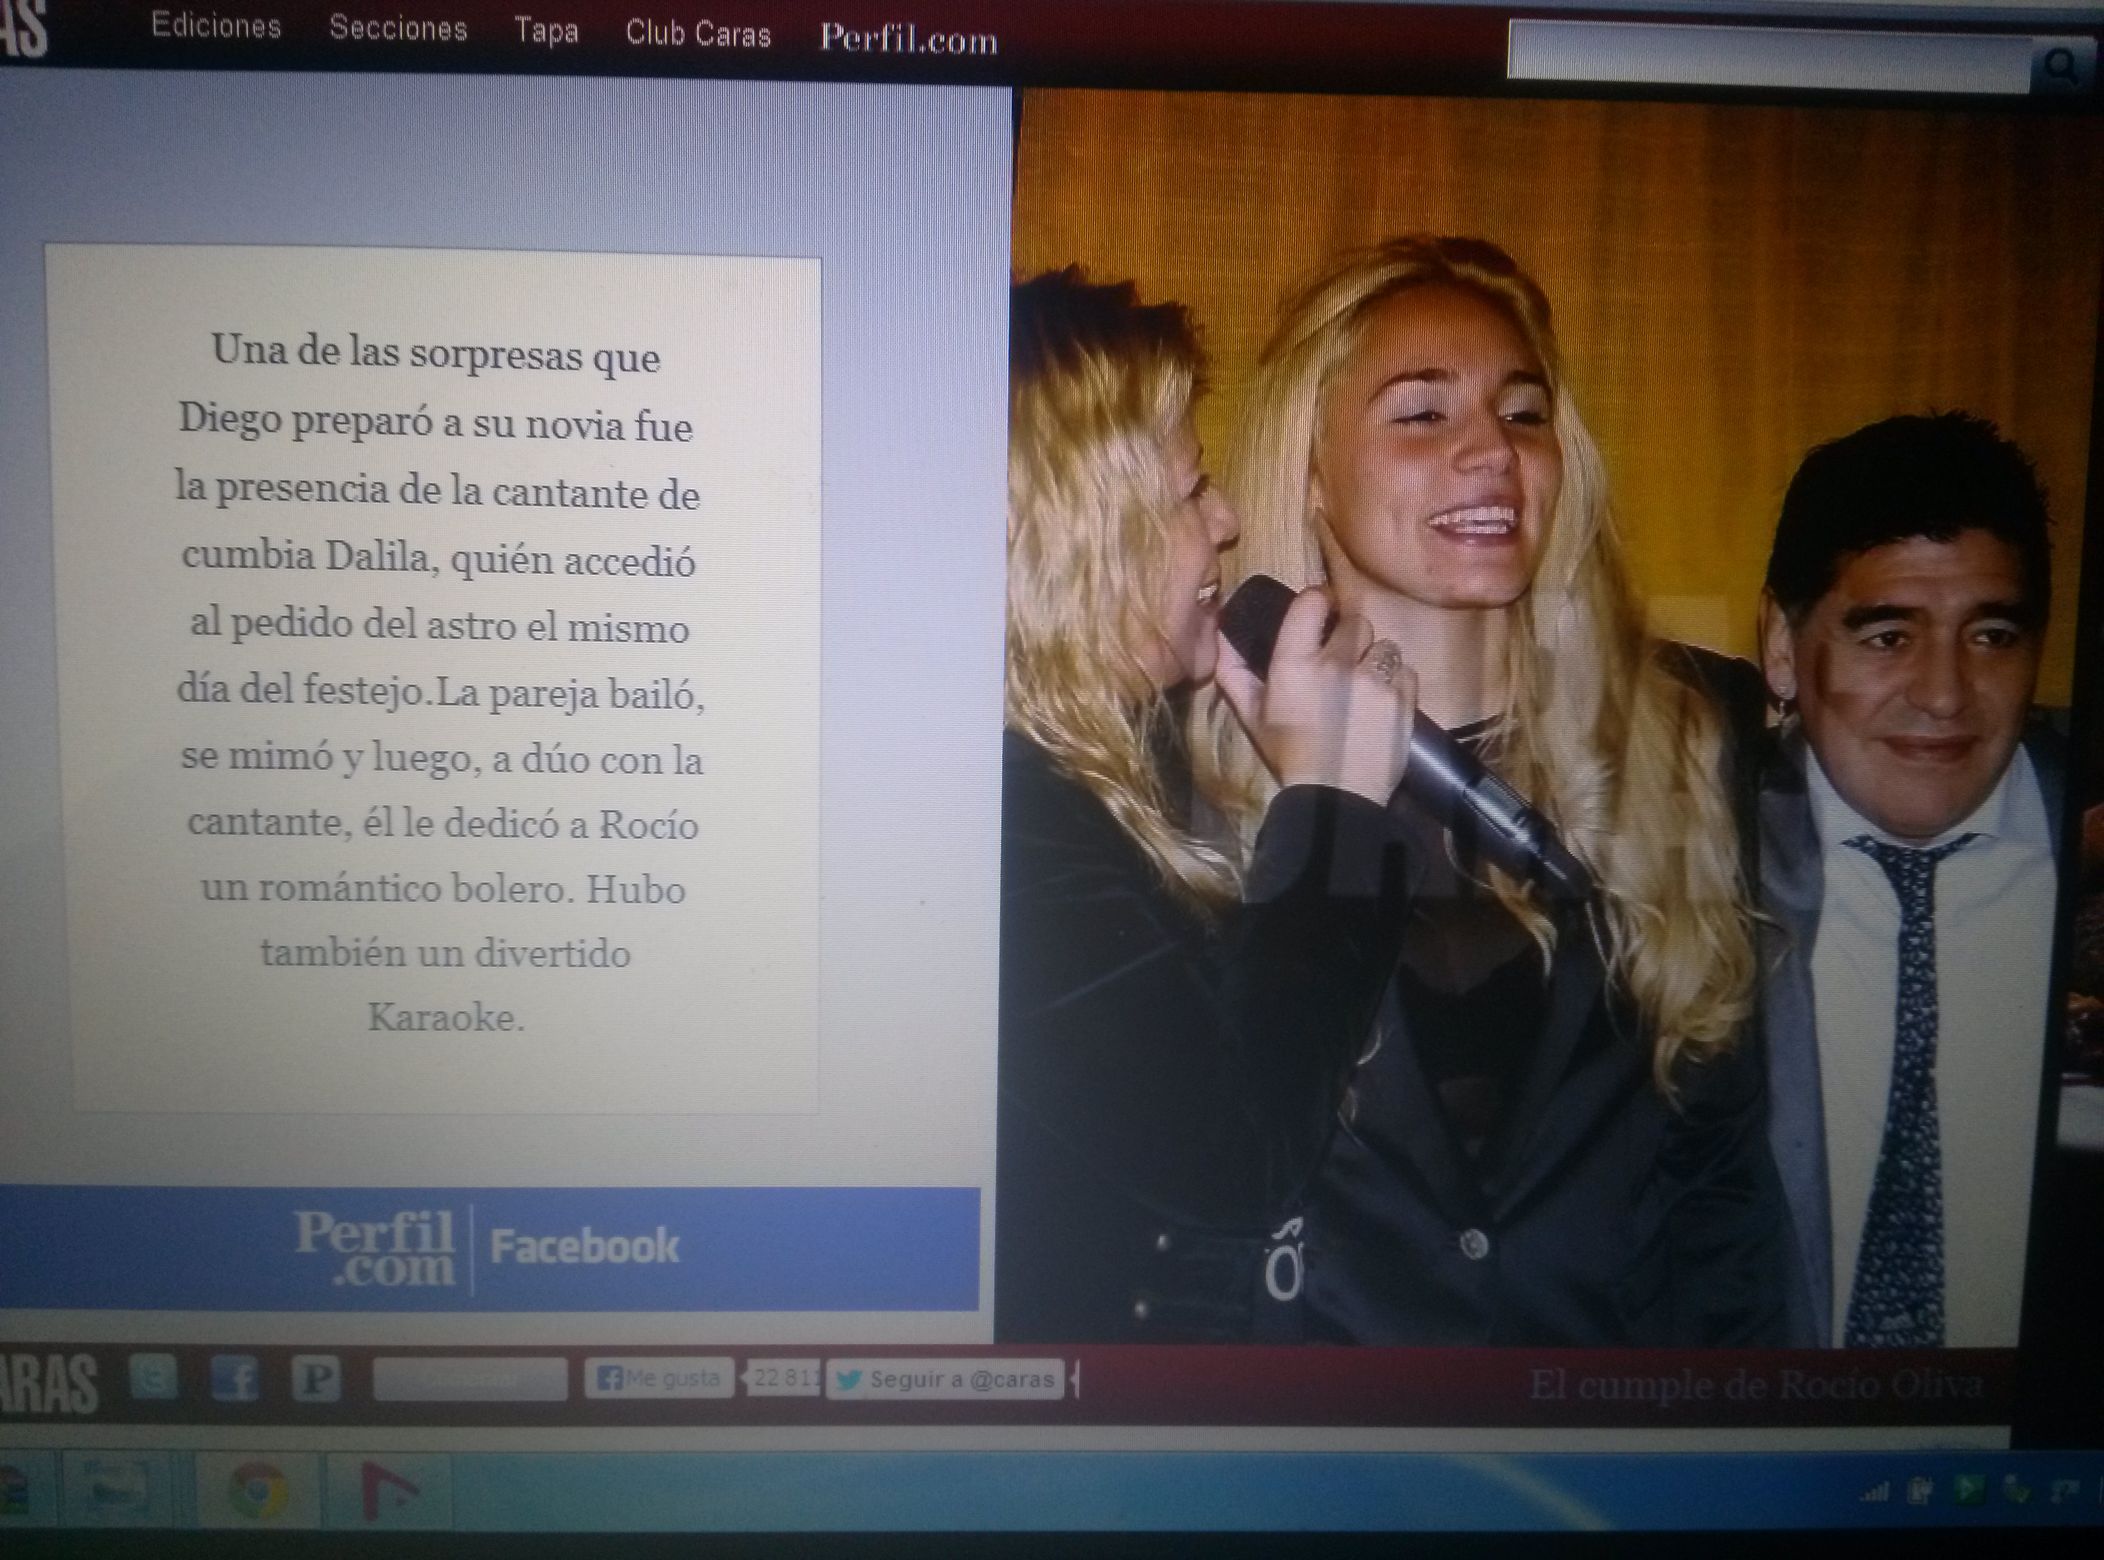 AS
Ediciones Secciones Tapa Club Caras Perfil.com
Una de las sorpresas que
Diego preparó a su novia fue
la presencia de la cantante de
cumbia Dalila, quién accedió
al pedido del astro el mismo
día del festejo.La pareja bailó,
se mimó y luego, a dúo con la
cantante, él le dedicó a Rocío
un romántico bolero. Hubo
también un divertido
Karaoke.
Perfil
.com
Facebook
ARAS
P
Me gusta
22 811
Seguir a @caras
El cumple de Rocío Oliva